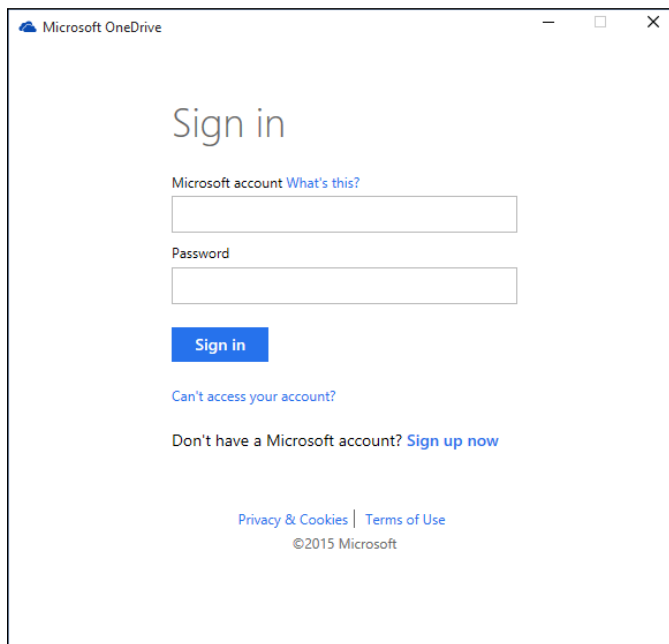 Microsoft OneDrive
Sign in
Microsoft account What's this?
Password
Sign in
Can't access your account?
Don't have a Microsoft account? Sign up now
Privacy & Cookies | Terms of Use
©2015 Microsoft